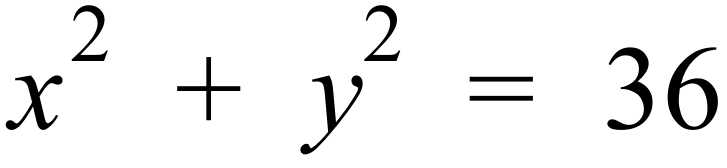 x² + y² = 36